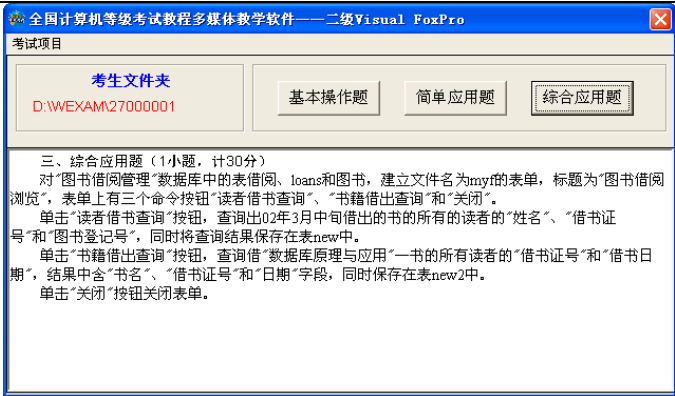 全国计算机等级考试教程多媒体教学软件——二级Visual FoxPro
考试项目
考生文件夹
D:\WEXAM\27000001
基本操作题
简单应用题
综合应用题
三、综合应用题（1小题，计30分）
对"图书借阅管理"数据库中的表借阅、loans和图书，建立文件名为myf的表单，标题为"图书借阅
浏览"，表单上有三个命令按钮"读者借书查询"、"书籍借出查询"和"关闭"。
单击"读者借书查询"按钮，查询出02年3月中旬借出的书的所有的读者的"姓名"、"借书证
号"和"图书登记号"，同时将查询结果保存在表new中。
单击"书籍借出查询"按钮，查询借"数据库原理与应用"一书的所有读者的"借书证号"和"借书日
期"，结果中含"书名"、"借书证号"和"日期"字段，同时保存在表new2中。
单击"关闭"按钮关闭表单。